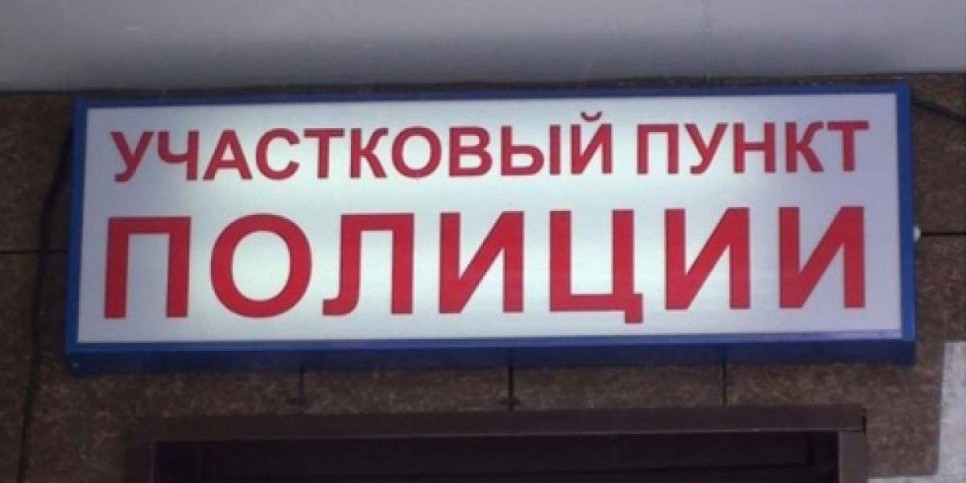 УЧАСТКОВЫЙ ПУНКТ
ПОЛИЦИИ